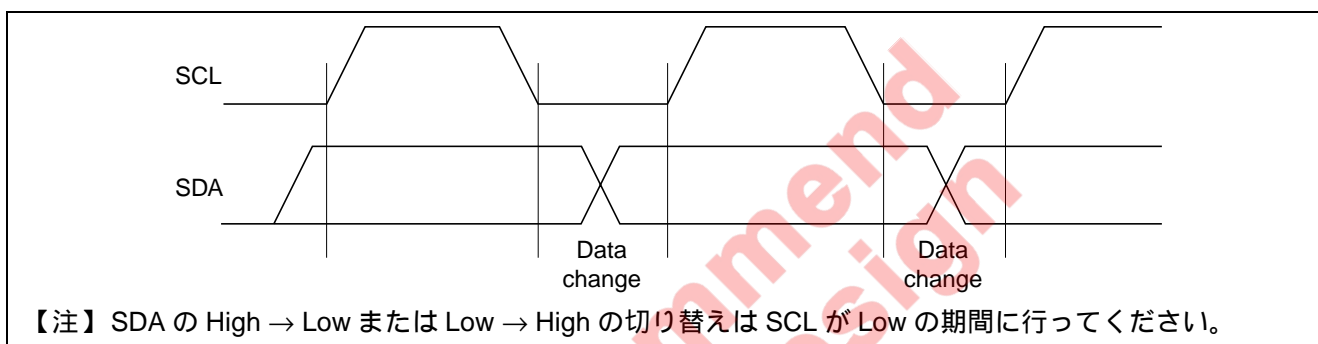 SCL
SDA
Data
change
Data
change
【注】 SDA の High → Low または Low → High の切り替えは SCL が Low の期間に行ってください。